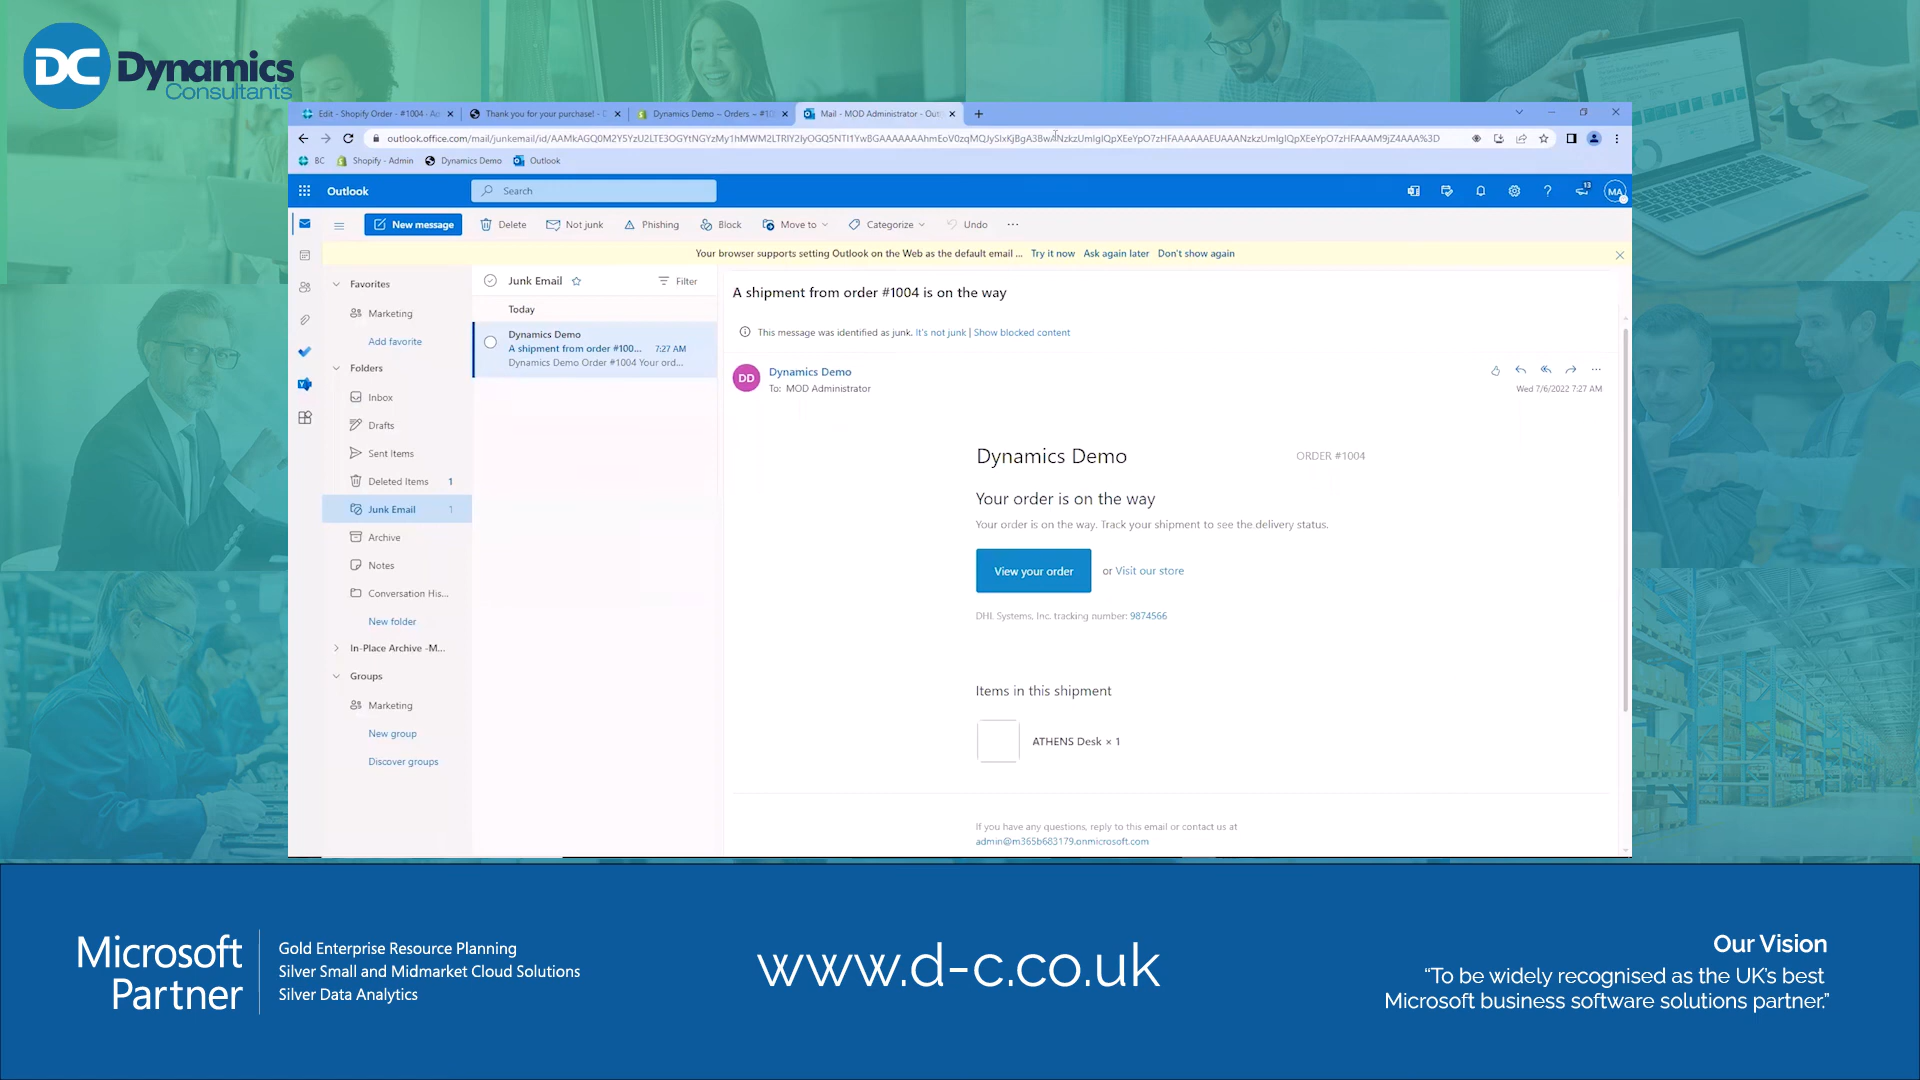 DC Dynamics
Consultants
Edit - Shopify Order - #1004 - Ad
Thank you for your purchase! - D
Dynamics Demo ~ Orders ~ #10
Mail - MOD Administrator - Out
BC
Shopify - Admin
Dynamics Demo
Outlook
Outlook
Search
13
MA
New message
Delete
Not junk
Phishing
Block
Move to
Categorize
Undo
Your browser supports setting Outlook on the Web as the default email ... Try it now Ask again later Don't show again
Favorites
Marketing
Add favorite
Folders
Inbox
Drafts
Sent Items
Deleted Items 1
Junk Email 1
Archive
Notes
Conversation His...
New folder
In-Place Archive -M...
Groups
Marketing
New group
Discover groups
Junk Email
Filter
Today
Dynamics Demo
A shipment from order #100... 7:27 AM
Dynamics Demo Order #1004 Your ord...
A shipment from order #1004 is on the way
This message was identified as junk. It's not junk | Show blocked content
DD
Dynamics Demo
To: MOD Administrator
Wed 7/6/2022 7:27 AM
Dynamics Demo
ORDER #1004
Your order is on the way
Your order is on the way. Track your shipment to see the delivery status.
View your order
or Visit our store
DHL Systems, Inc. tracking number: 9874566
Items in this shipment
ATHENS Desk × 1
If you have any questions, reply to this email or contact us at
admin@m365b683179.onmicrosoft.com
Microsoft
Partner
Gold Enterprise Resource Planning
Silver Small and Midmarket Cloud Solutions
Silver Data Analytics
www.d-c.co.uk
Our Vision
“To be widely recognised as the UK’s best
Microsoft business software solutions partner.”